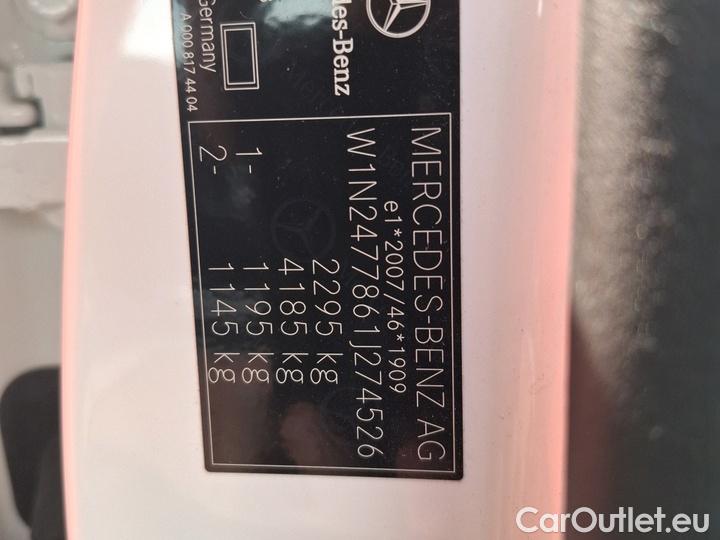 MERCEDES-BENZ AG
e1*2007/46*1909
W1N2477861J274526
2295 kg
4185 kg
1- 1195 kg
2- 1145 kg
des-Benz
Germany
A 000 817 44 04
CarOutlet.eu